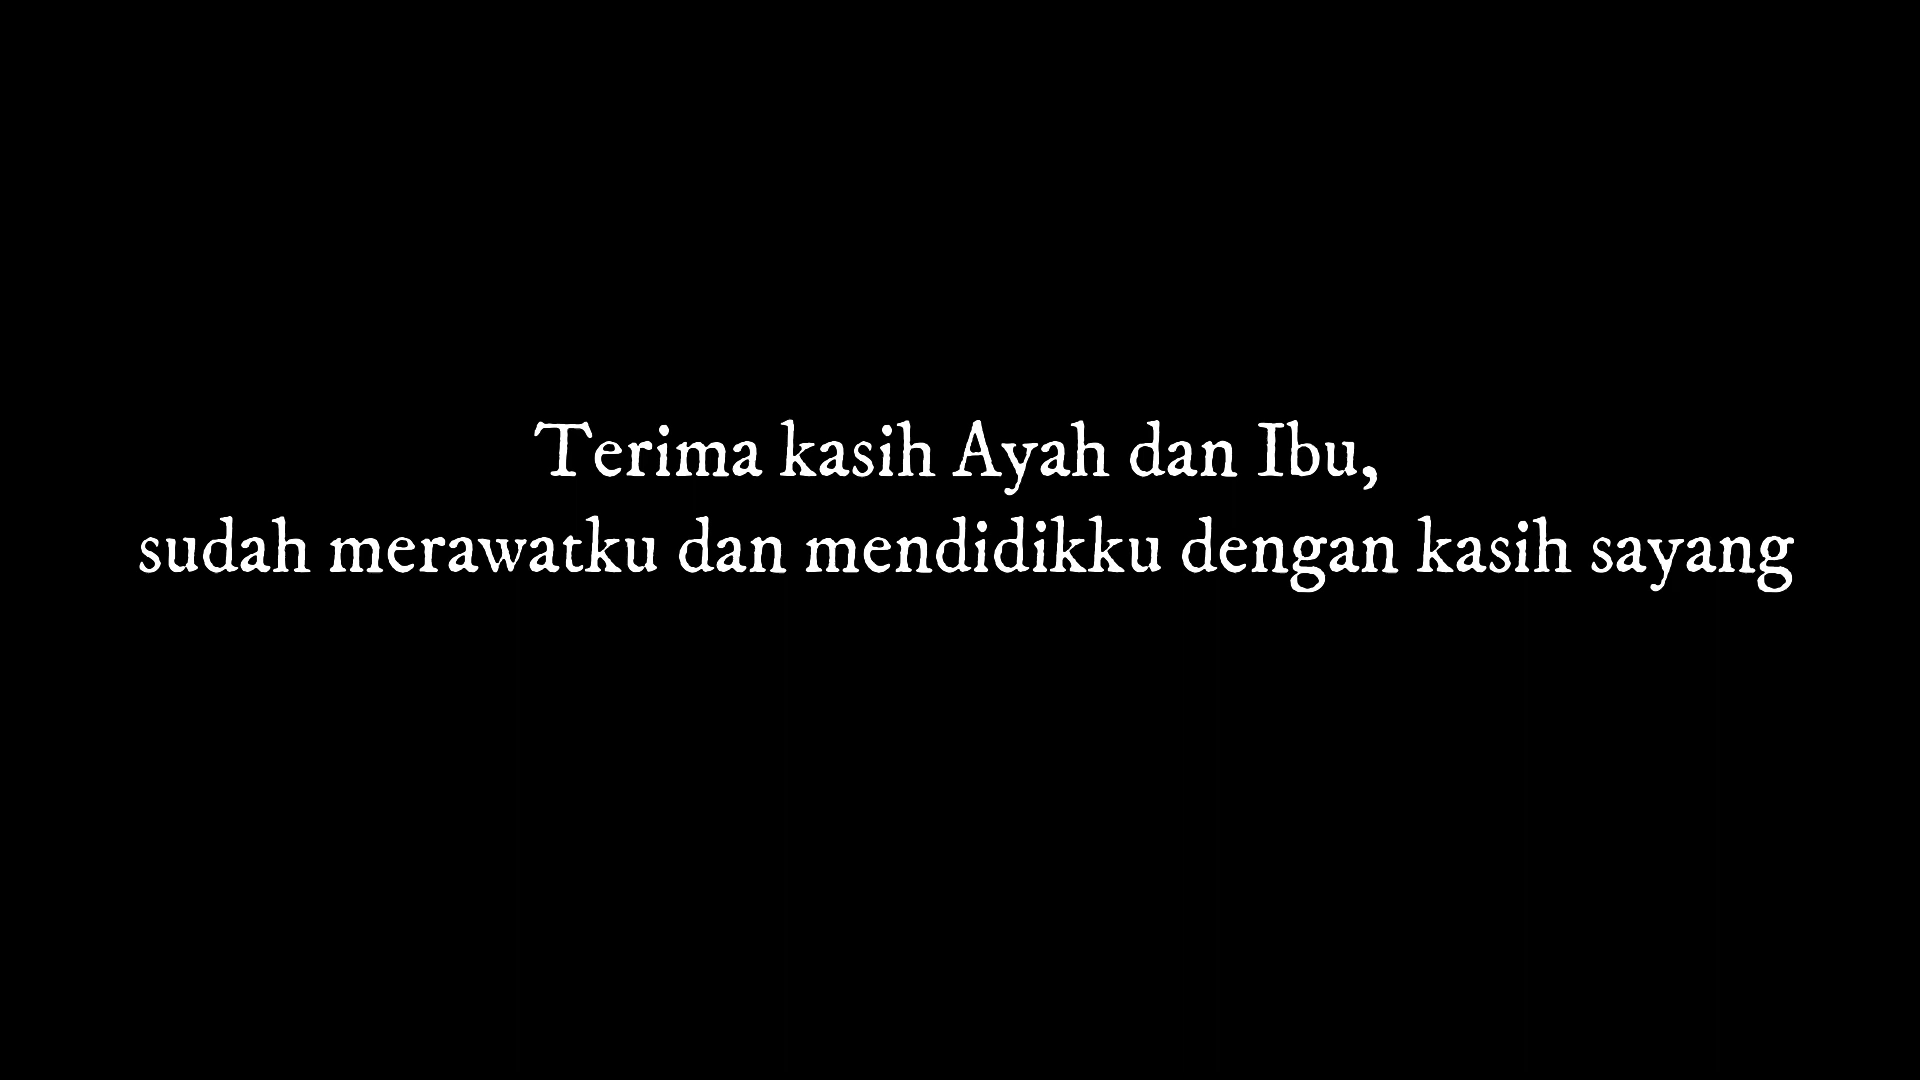 Terima kasih Ayah dan Ibu,
sudah merawatku dan mendidikku dengan kasih sayang